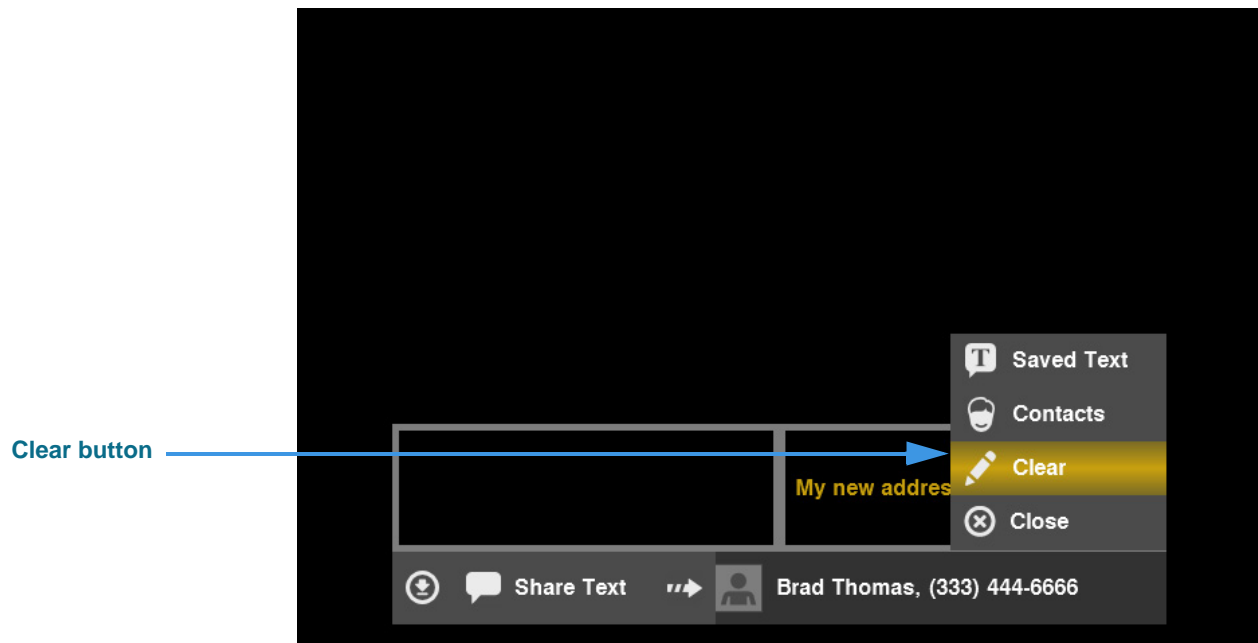 Saved Text
Contacts
Clear button
Clear
My new addres
Close
Share Text
Brad Thomas, (333) 444-6666